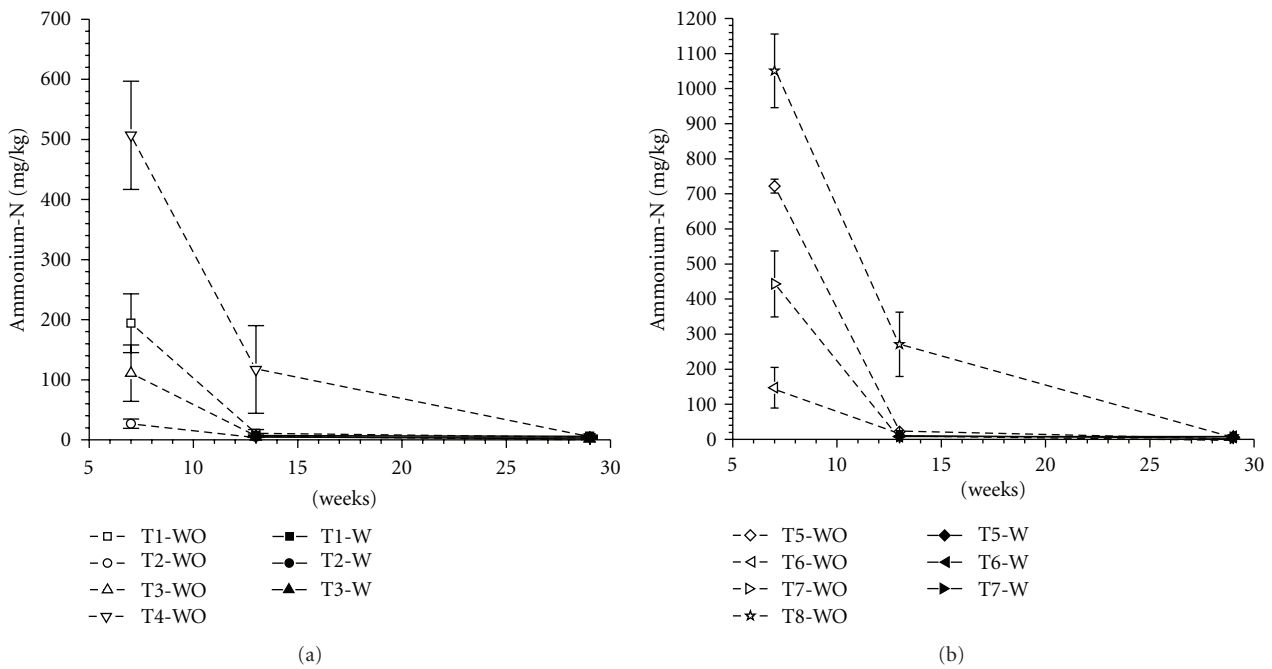 700
600
500
400
300
200
100
0
Ammonium-N (mg/kg)
5 10 15 20 25 30
(weeks)
T1-WO T1-W
T2-WO T2-W
T3-WO T3-W
T4-WO
(a)
1200
1100
1000
900
800
700
600
500
400
300
200
100
0
Ammonium-N (mg/kg)
5 10 15 20 25 30
(weeks)
T5-WO T5-W
T6-WO T6-W
T7-WO T7-W
T8-WO
(b)